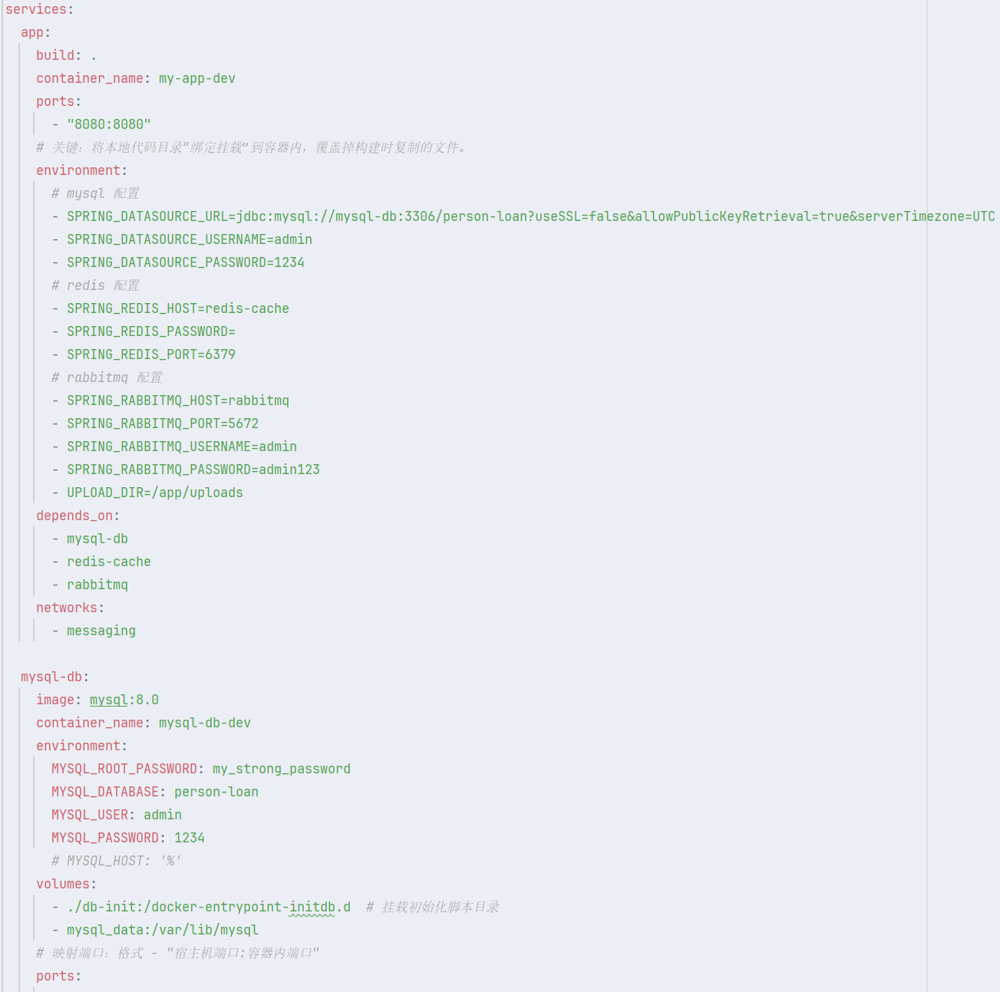 services:
  app:
    build: .
    container_name: my-app-dev
    ports:
      - "8080:8080"
    # 关键：将本地代码目录“绑定挂载”到容器内，覆盖掉构建时复制的文件。
    environment:
      # mysql 配置
      - SPRING_DATASOURCE_URL=jdbc:mysql://mysql-db:3306/person-loan?useSSL=false&allowPublicKeyRetrieval=true&serverTimezone=UTC
      - SPRING_DATASOURCE_USERNAME=admin
      - SPRING_DATASOURCE_PASSWORD=1234
      # redis 配置
      - SPRING_REDIS_HOST=redis-cache
      - SPRING_REDIS_PASSWORD=
      - SPRING_REDIS_PORT=6379
      # rabbitmq 配置
      - SPRING_RABBITMQ_HOST=rabbitmq
      - SPRING_RABBITMQ_PORT=5672
      - SPRING_RABBITMQ_USERNAME=admin
      - SPRING_RABBITMQ_PASSWORD=admin123
      - UPLOAD_DIR=/app/uploads
    depends_on:
      - mysql-db
      - redis-cache
      - rabbitmq
    networks:
      - messaging

  mysql-db:
    image: mysql:8.0
    container_name: mysql-db-dev
    environment:
      MYSQL_ROOT_PASSWORD: my_strong_password
      MYSQL_DATABASE: person-loan
      MYSQL_USER: admin
      MYSQL_PASSWORD: 1234
      # MYSQL_HOST: '%'
    volumes:
      - ./db-init:/docker-entrypoint-initdb.d  # 挂载初始化脚本目录
      - mysql_data:/var/lib/mysql
    # 映射端口：格式 - "宿主机端口:容器内端口"
    ports: